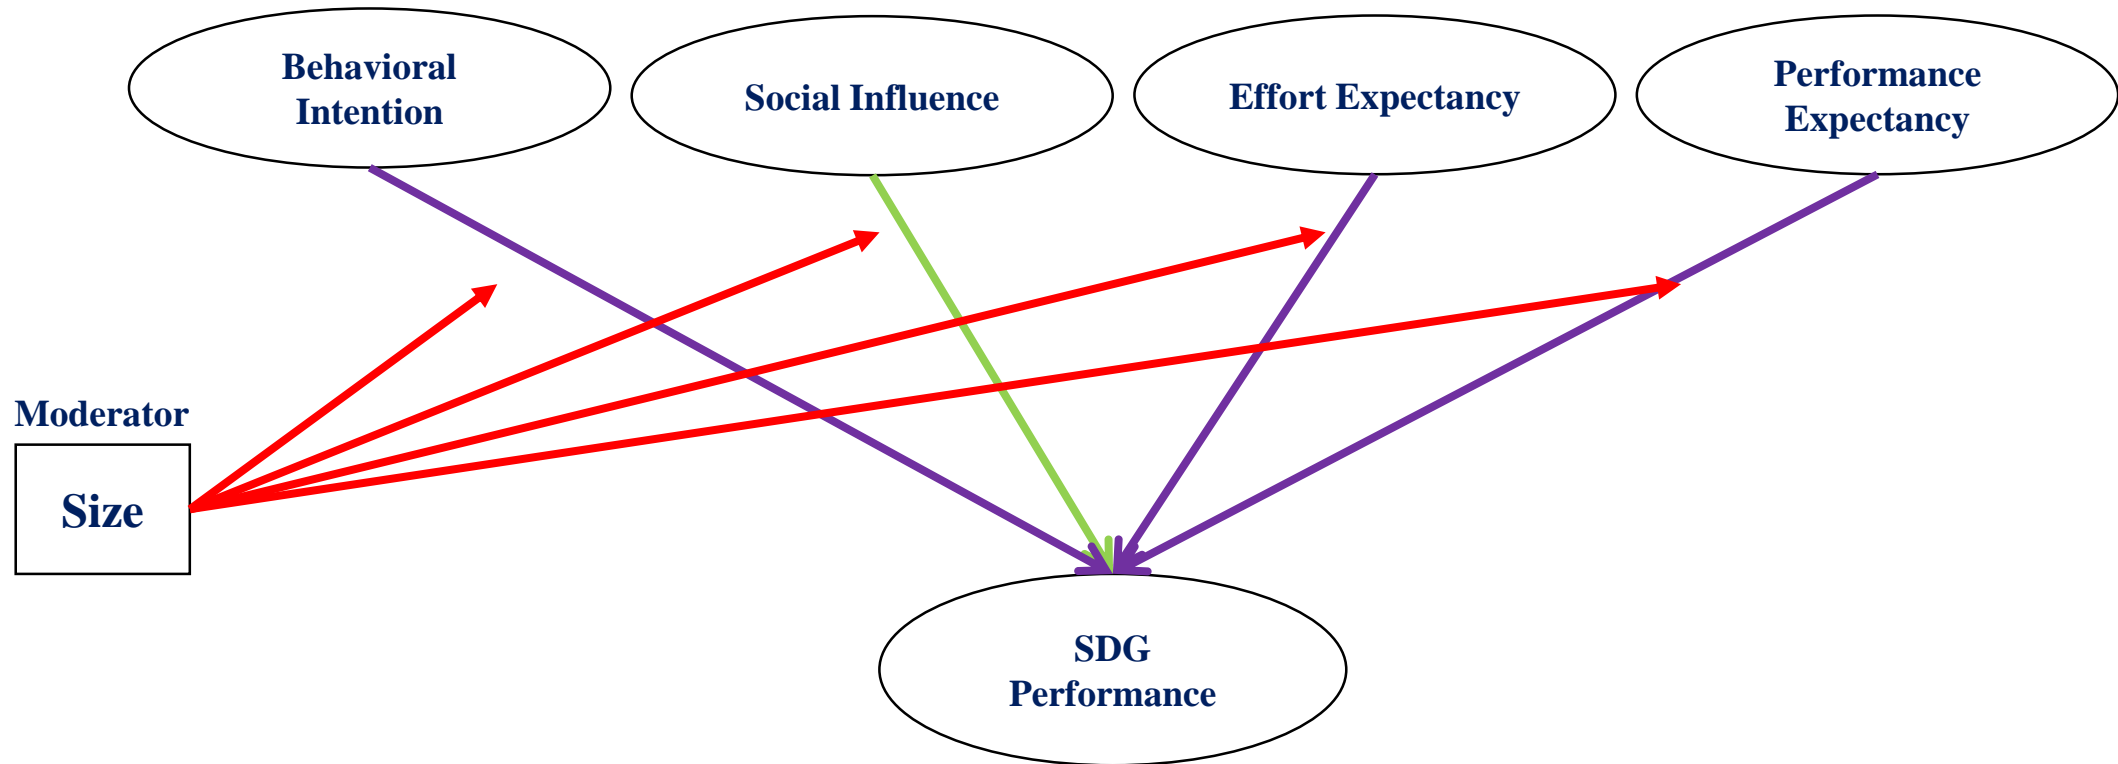 Behavioral
Intention
Social Influence
Effort Expectancy
Performance
Expectancy
Moderator
Size
SDG
Performance